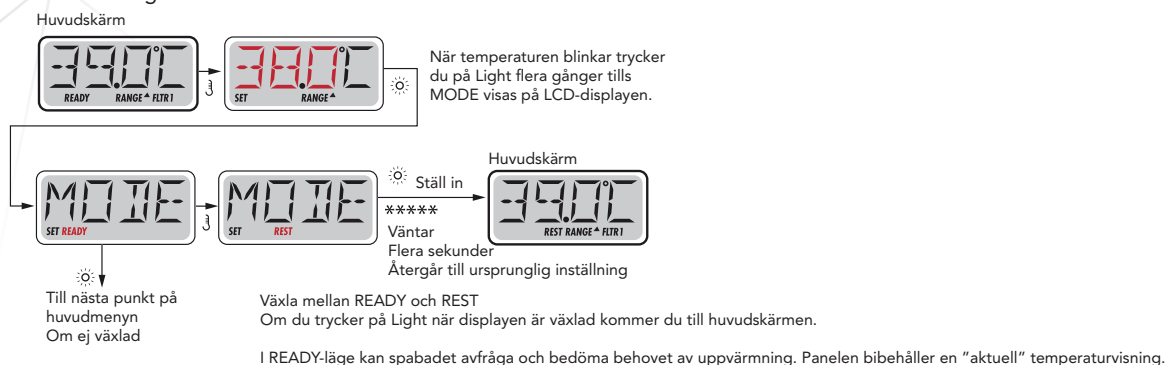 Huvudskärm
39.0°C
READY RANGE FLTR1
38.0°C
SET RANGE
När temperaturen blinkar trycker
du på Light flera gånger tills
MODE visas på LCD-displayen.
MODE
SET READY
MODE
SET REST
Ställ in
*****
Väntar
Flera sekunder
Återgår till ursprunglig inställning
Huvudskärm
39.0°C
REST RANGE FLTR1
Till nästa punkt på
huvudmenyn
Om ej växlad
Växla mellan READY och REST
Om du trycker på Light när displayen är växlad kommer du till huvudskärmen.
I READY-läge kan spabadet avfråga och bedöma behovet av uppvärmning. Panelen bibehåller en ”aktuell” temperaturvisning.